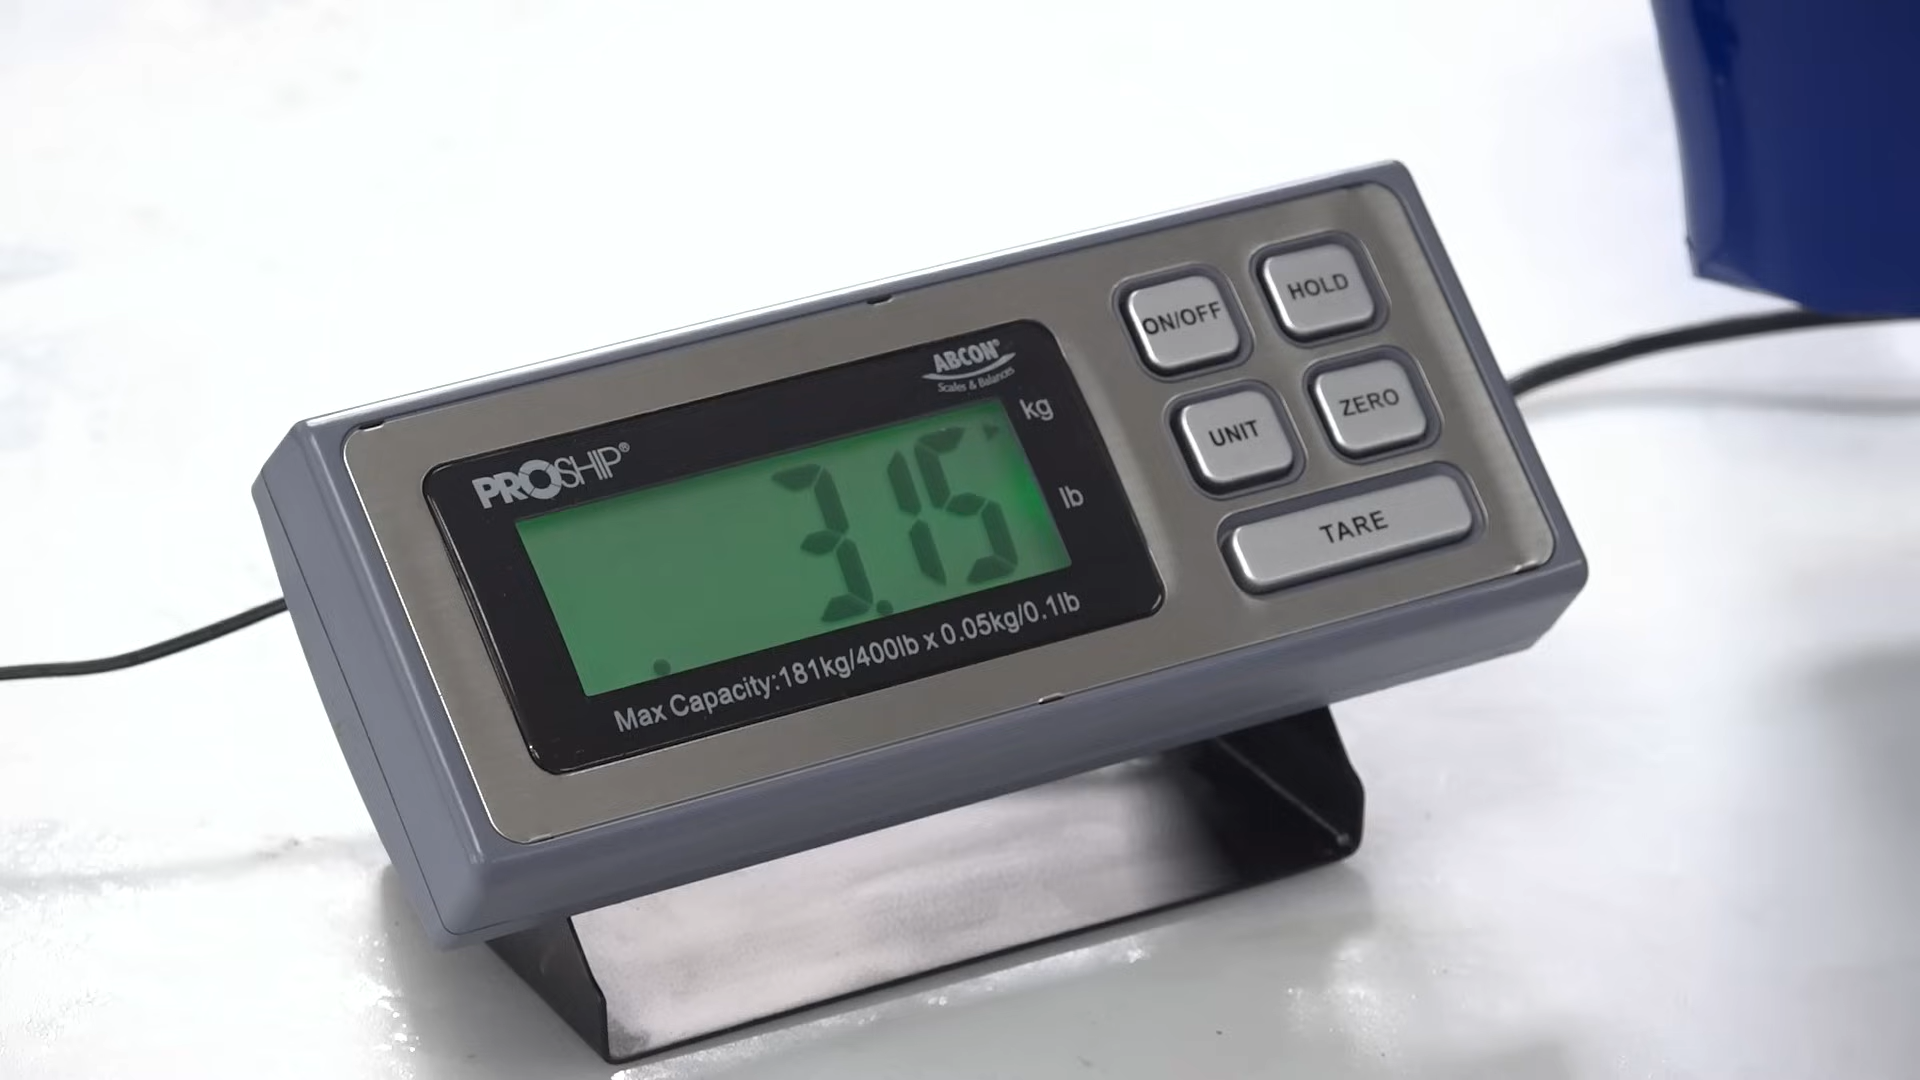 ABCON®
Scales & Balances
PROSHIP®
kg
3.15
lb
Max Capacity:181kg/400lb x 0.05kg/0.1lb
ON/OFF
HOLD
UNIT
ZERO
TARE